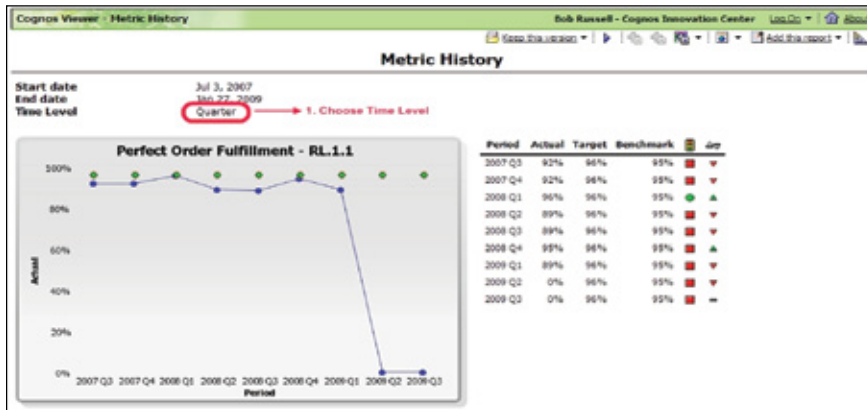 Cognos Viewer - Metric History
Bob Russell - Cognos Innovation Center Log On About
Keep this version Add this report
Metric History
Start date Jul 3, 2007
End date Jan 27, 2009
Time Level Quarter 1. Choose Time Level
Perfect Order Fulfillment - RL.1.1
100%
80%
60%
40%
20%
0%
Actual
2007 Q3 2007 Q4 2008 Q1 2008 Q2 2008 Q3 2008 Q4 2009 Q1 2009 Q2 2009 Q3
Period
Period Actual Target Benchmark
2007 Q3 92% 96% 95%
2007 Q4 92% 96% 95%
2008 Q1 96% 96% 95%
2008 Q2 89% 96% 95%
2008 Q3 89% 96% 95%
2008 Q4 95% 96% 95%
2009 Q1 89% 96% 95%
2009 Q2 0% 96% 95%
2009 Q3 0% 96% 95%